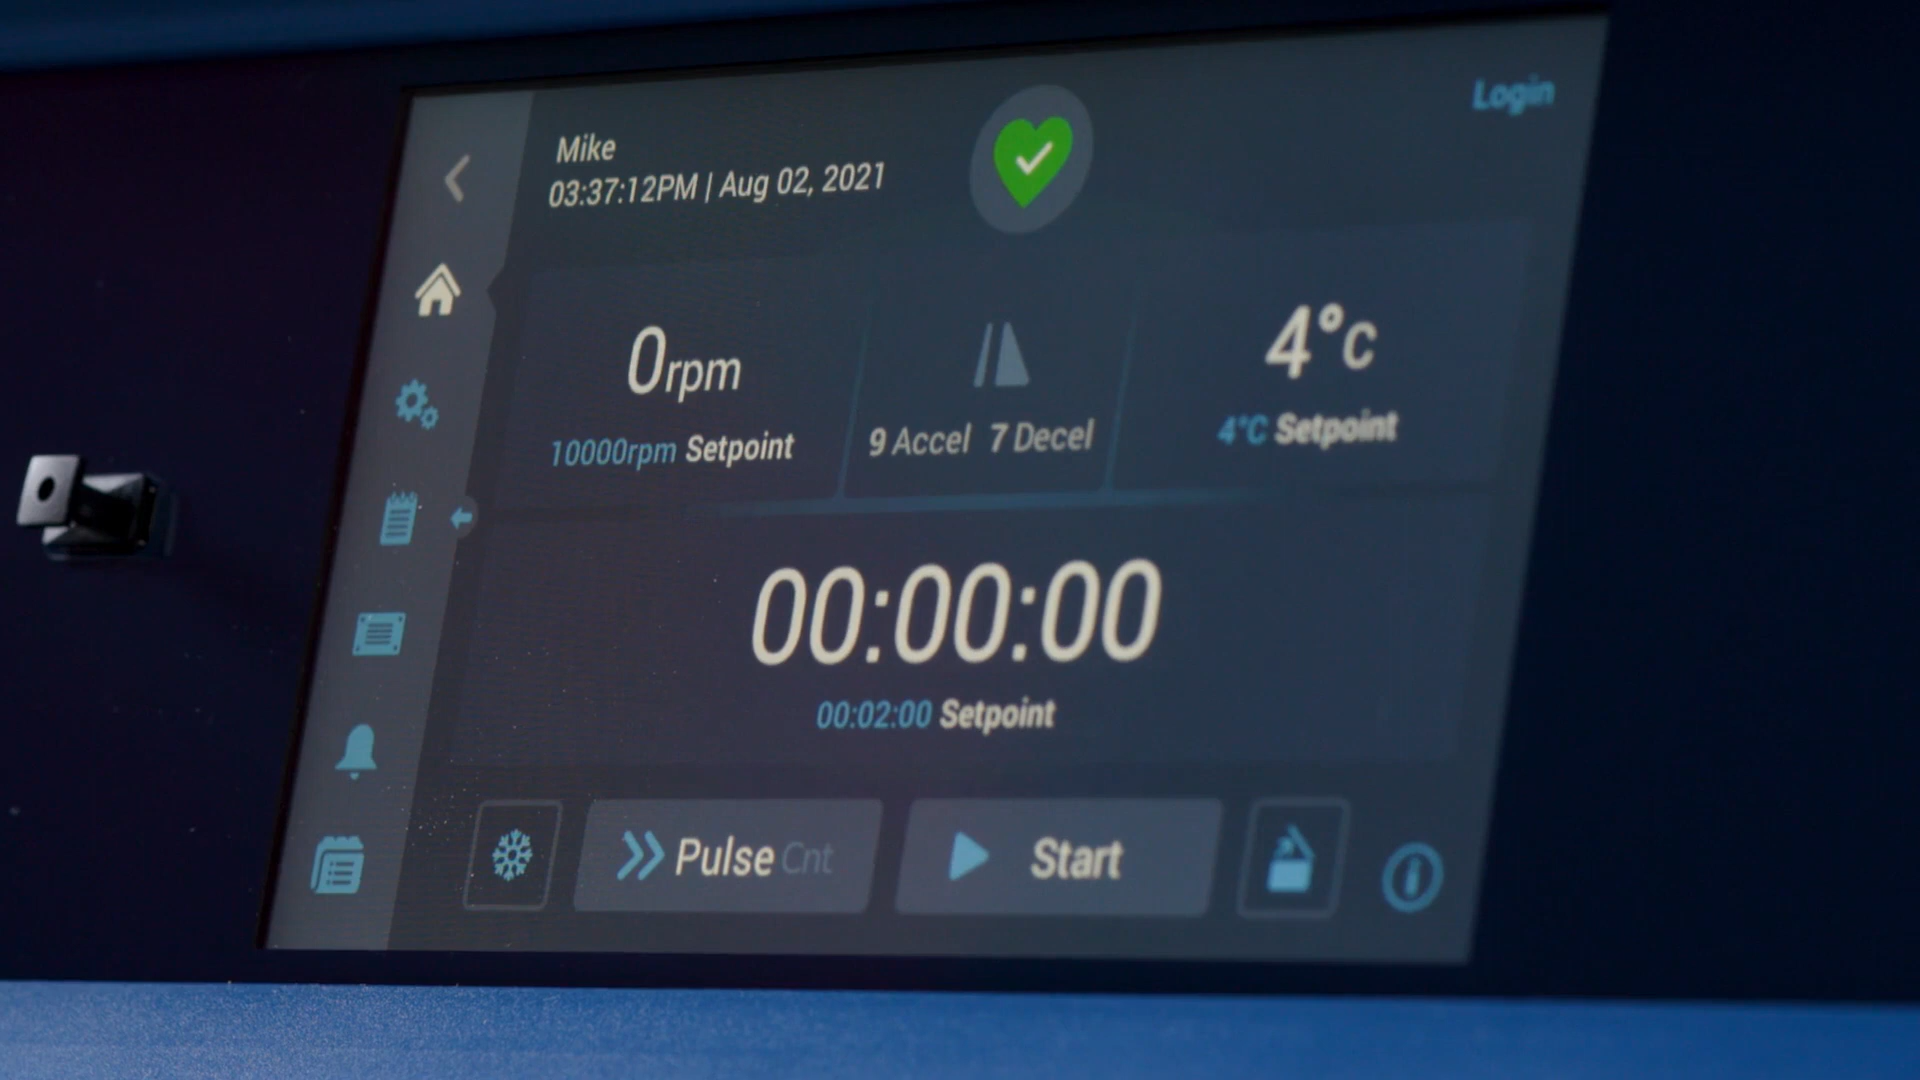 Login
Mike
03:37:12PM | Aug 02, 2021
0rpm
10000rpm Setpoint
9 Accel 7 Decel
4°C
4°C Setpoint
00:00:00
00:02:00 Setpoint
Pulse Cnt
Start